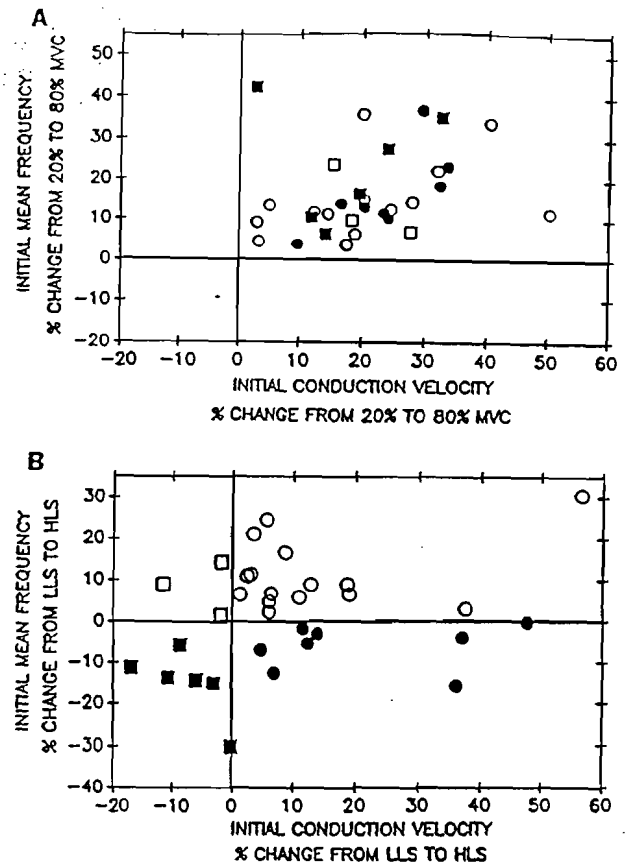 A
INITIAL MEAN FREQUENCY:
% CHANGE FROM 20% TO 80% MVC
50
40
30
20
10
0
-10
-20
-20 -10 0 10 20 30 40 50 60
INITIAL CONDUCTION VELOCITY
% CHANGE FROM 20% TO 80% MVC
B
INITIAL MEAN FREQUENCY
% CHANGE FROM LLS TO HLS
30
20
10
0
-10
-20
-30
-40
-20 -10 0 10 20 30 40 50 60
INITIAL CONDUCTION VELOCITY
% CHANGE FROM LLS TO HLS